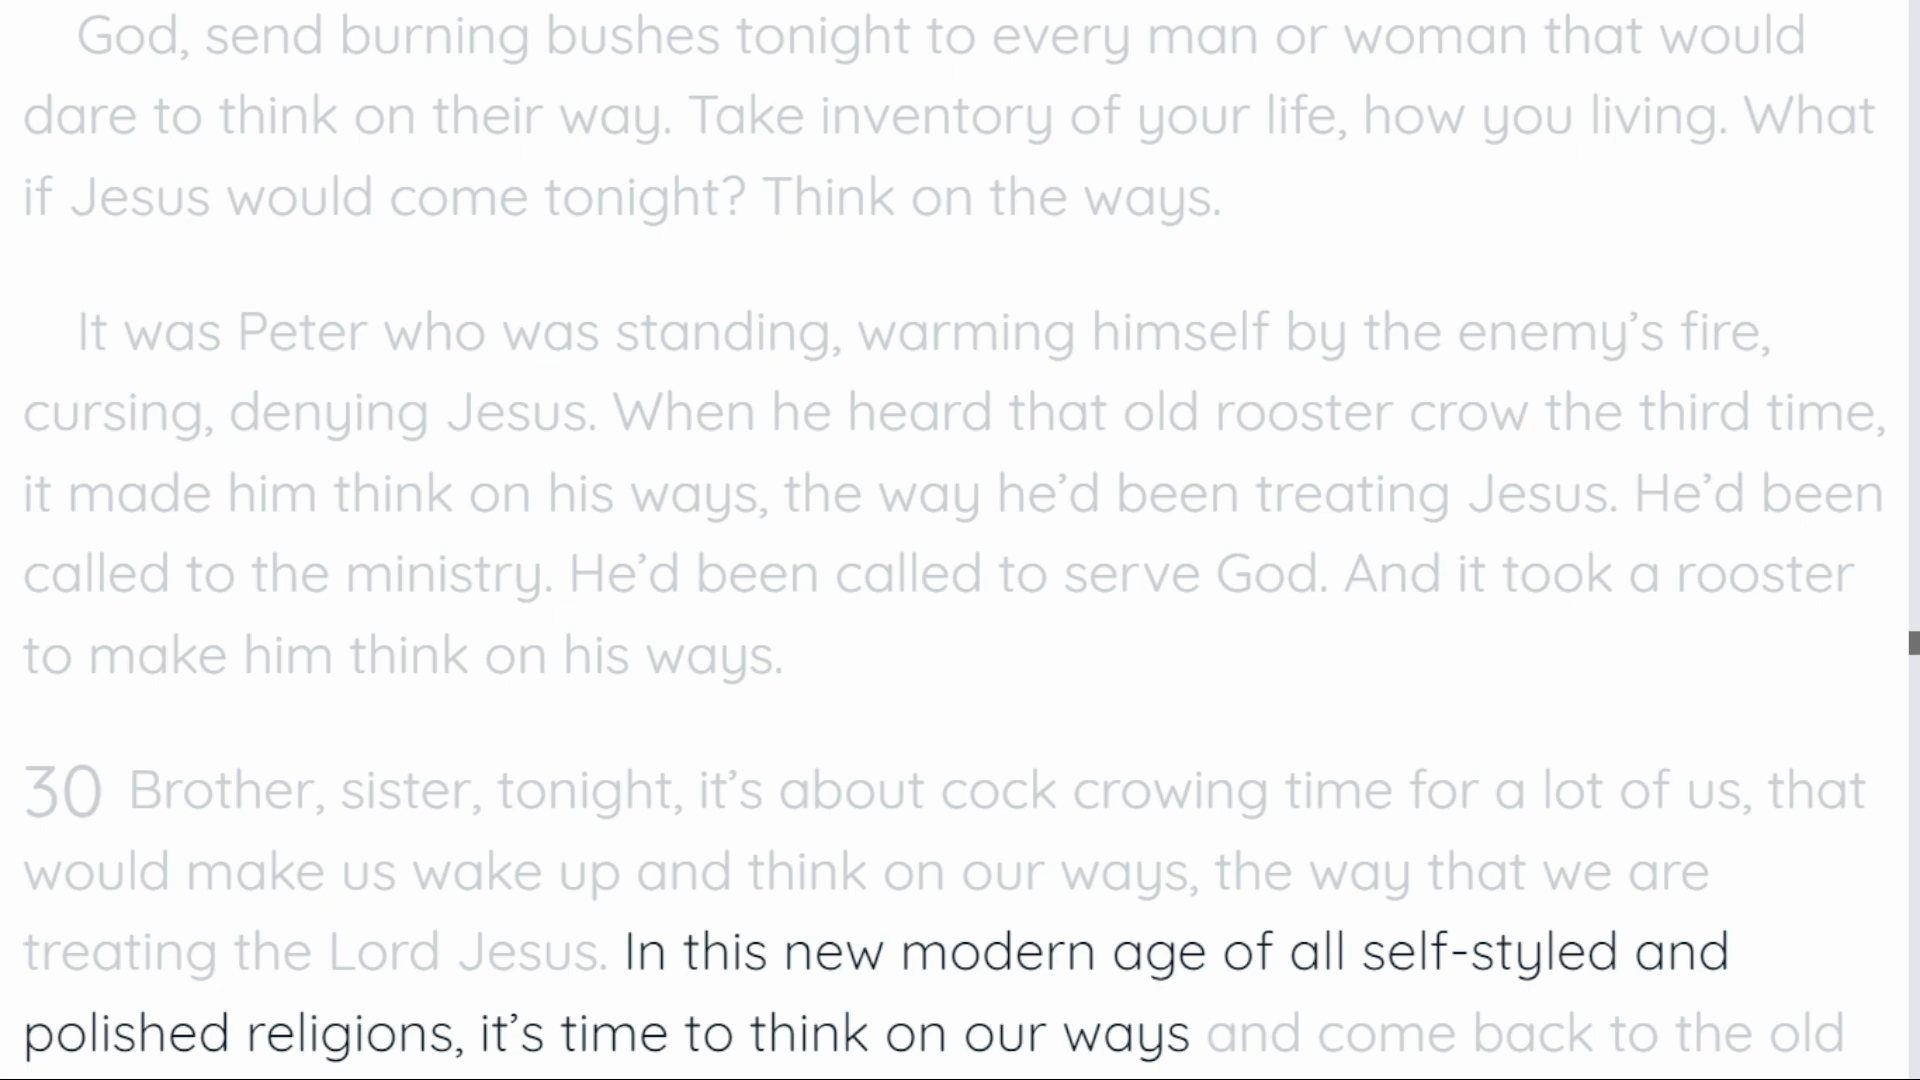 God, send burning bushes tonight to every man or woman that would
dare to think on their way. Take inventory of your life, how you living. What
if Jesus would come tonight? Think on the ways.
It was Peter who was standing, warming himself by the enemy’s fire,
cursing, denying Jesus. When he heard that old rooster crow the third time,
it made him think on his ways, the way he’d been treating Jesus. He’d been
called to the ministry. He’d been called to serve God. And it took a rooster
to make him think on his ways.
30 Brother, sister, tonight, it’s about cock crowing time for a lot of us, that
would make us wake up and think on our ways, the way that we are
treating the Lord Jesus. In this new modern age of all self-styled and
polished religions, it’s time to think on our ways and come back to the old